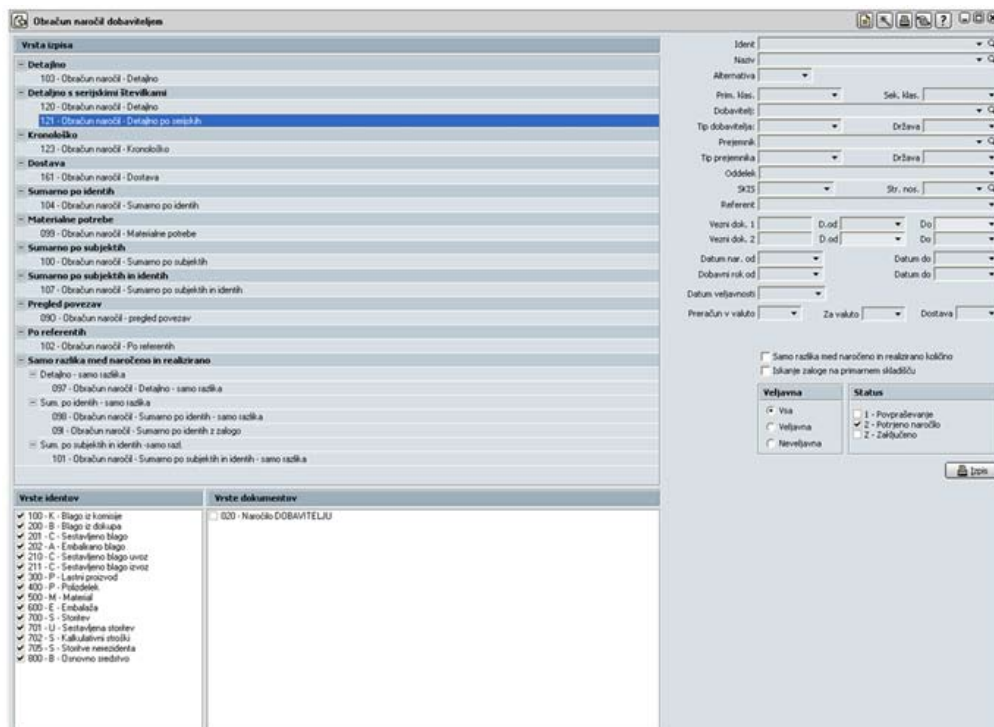 Obračun naročil dobaviteljem
Vrsta izpisa
Detajlno
103 - Obračun naročil - Detajlno
Detaljno s serijskimi številkami
120 - Obračun naročil - Detajlno
121 - Obračun naročil - Detajlno po serijskih
Kronološko
123 - Obračun naročil - Kronološko
Dostava
161 - Obračun naročil - Dostava
Sumarno po identih
104 - Obračun naročil - Sumarno po identih
Materialne potrebe
099 - Obračun naročil - Materialne potrebe
Sumarno po subjektih
100 - Obračun naročil - Sumarno po subjektih
Sumarno po subjektih in identih
107 - Obračun naročil - Sumarno po subjektih in identih
Pregled povezav
09O - Obračun naročil - pregled povezav
Po referentih
102 - Obračun naročil - Po referentih
Samo razlika med naročeno in realizirano
Detajlno - samo razlika
097 - Obračun naročil - Detajlno - samo razlika
Sum. po identih - samo razlika
098 - Obračun naročil - Sumarno po identih - samo razlika
09I - Obračun naročil - Sumarno po identih z zalogo
Sum. po subjektih in identih -samo razl.
101 - Obračun naročil - Sumarno po subjektih in identih - samo razlika
Ident
Naziv
Alternativa
Prim. klas. Sek. klas.
Dobavitelj:
Tip dobavitelja: Država
Prejemnik
Tip prejemnika Država
Oddelek
SKIS Str. nos.
Referent
Vezni dok. 1 D.od Do
Vezni dok. 2 D.od Do
Datum nar. od Datum do
Dobavni rok od Datum do
Datum veljavnosti
Preračun v valuto Za valuto Dostava
Samo razlika med naročeno in realizirano količino
Iskanje zaloge na primarnem skladišču
Veljavna
Vsa
Veljavna
Neveljavna
Status
1 - Povpraševanje
2 - Potrjeno naročilo
Z - Zaključeno
Izpis
Vrste identov
100 - K - Blago iz komisije
200 - B - Blago iz dokupa
201 - C - Sestavljeno blago
202 - A - Embalirano blago
210 - C - Sestavljeno blago uvoz
211 - C - Sestavljeno blago izvoz
300 - P - Lastni proizvod
400 - P - Polizdelek
500 - M - Material
600 - E - Embalaža
700 - S - Storitev
701 - U - Sestavljena storitev
702 - S - Kalkulativni stroški
705 - S - Storitve nerezidenta
800 - B - Osnovno sredstvo
Vrste dokumentov
020 - Naročilo DOBAVITELJU